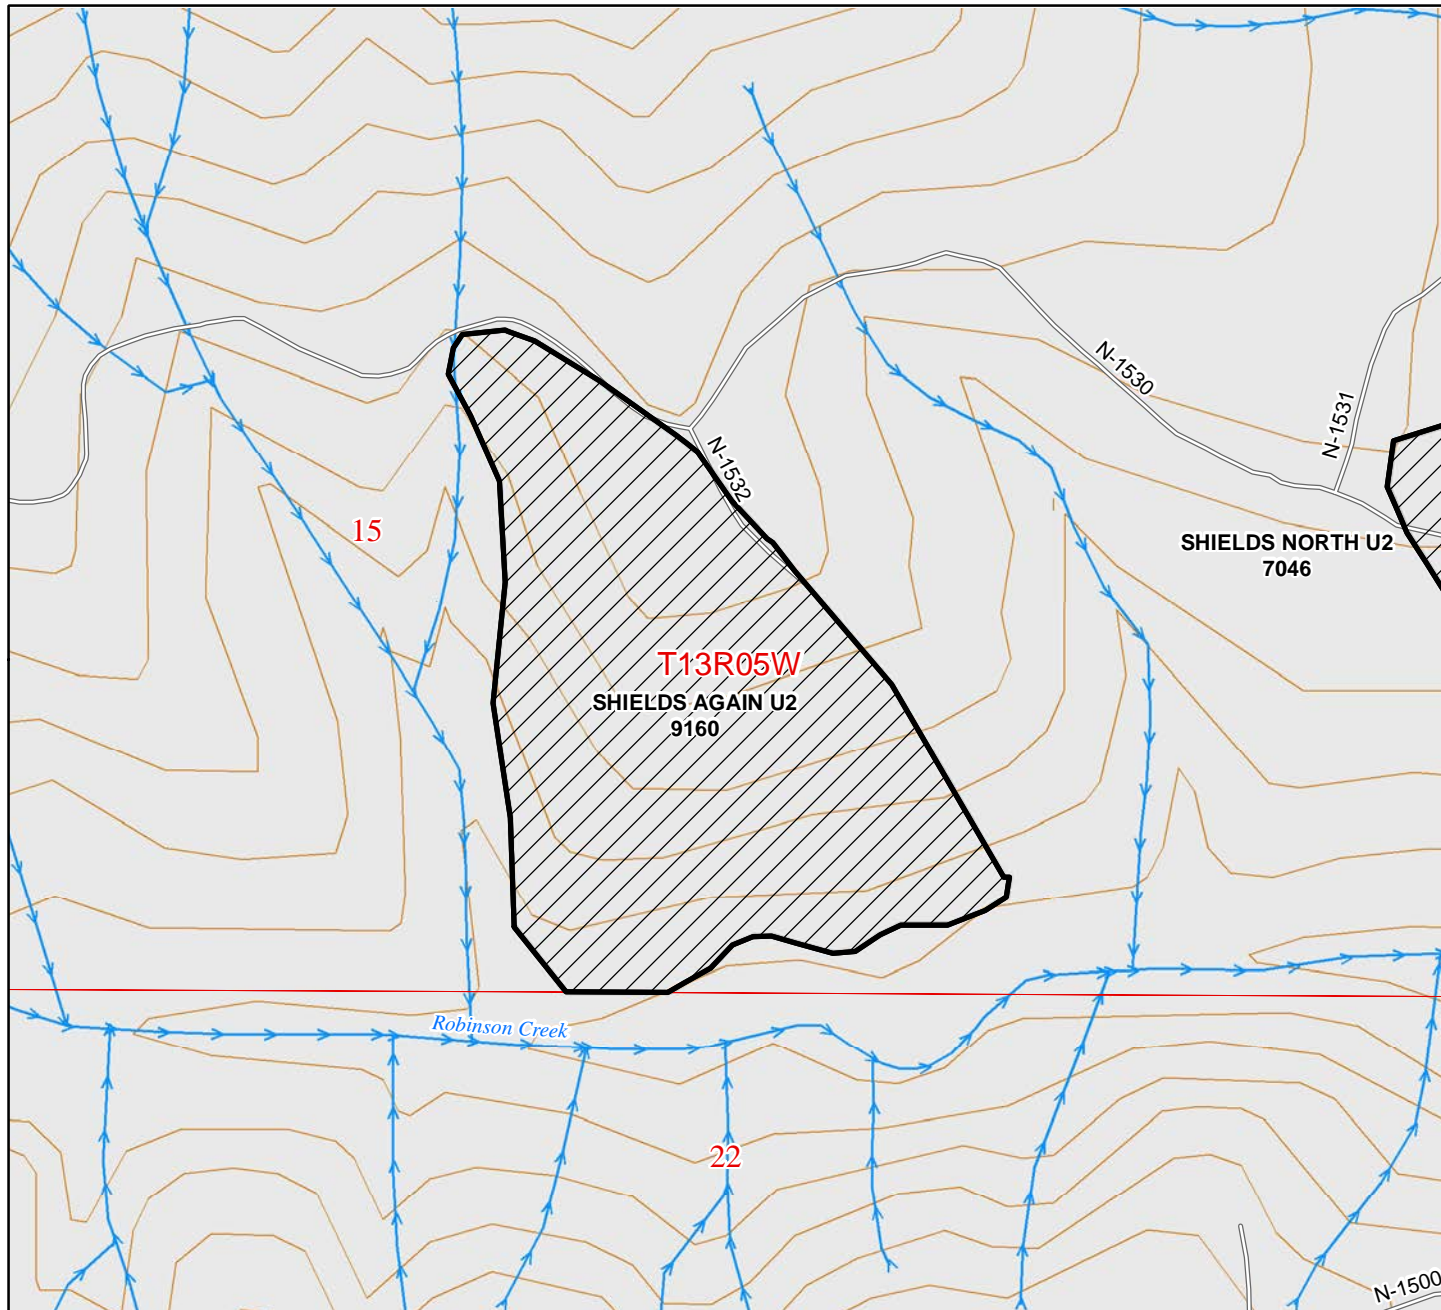 N-1530
N-1531
N-1532
15
SHIELDS NORTH U2
7046
T13R05W
SHIELDS AGAIN U2
9160
Robinson Creek
22
N-1500